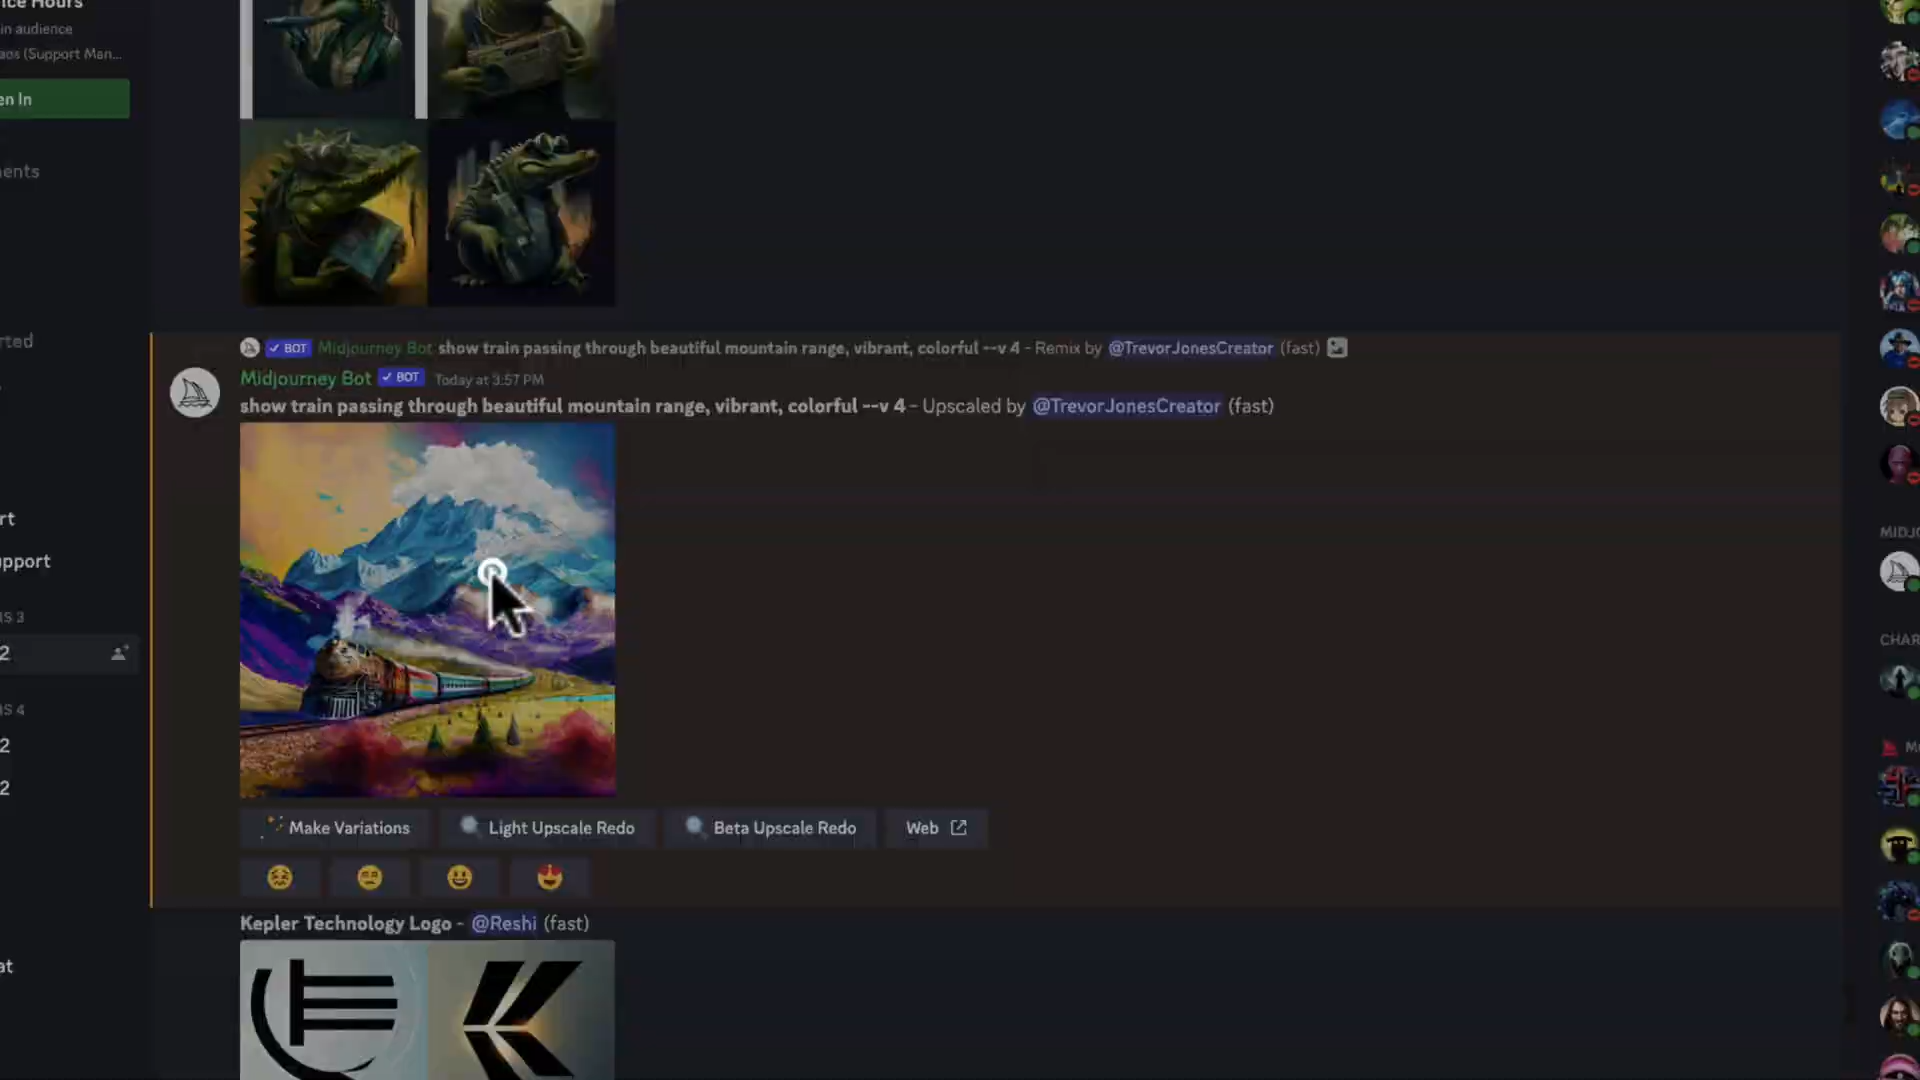 ice Hours
in audience
aos (Support Man...
en In
ents
rted
rt
pport
IS 3
2
IS 4
2
2
at
BOT Midjourney Bot show train passing through beautiful mountain range, vibrant, colorful --v 4 - Remix by @TrevorJonesCreator (fast)
Midjourney Bot BOT Today at 3:57 PM
show train passing through beautiful mountain range, vibrant, colorful --v 4 - Upscaled by @TrevorJonesCreator (fast)
Make Variations Light Upscale Redo Beta Upscale Redo Web
Kepler Technology Logo - @Reshi (fast)
MIDJO
CHAR
M